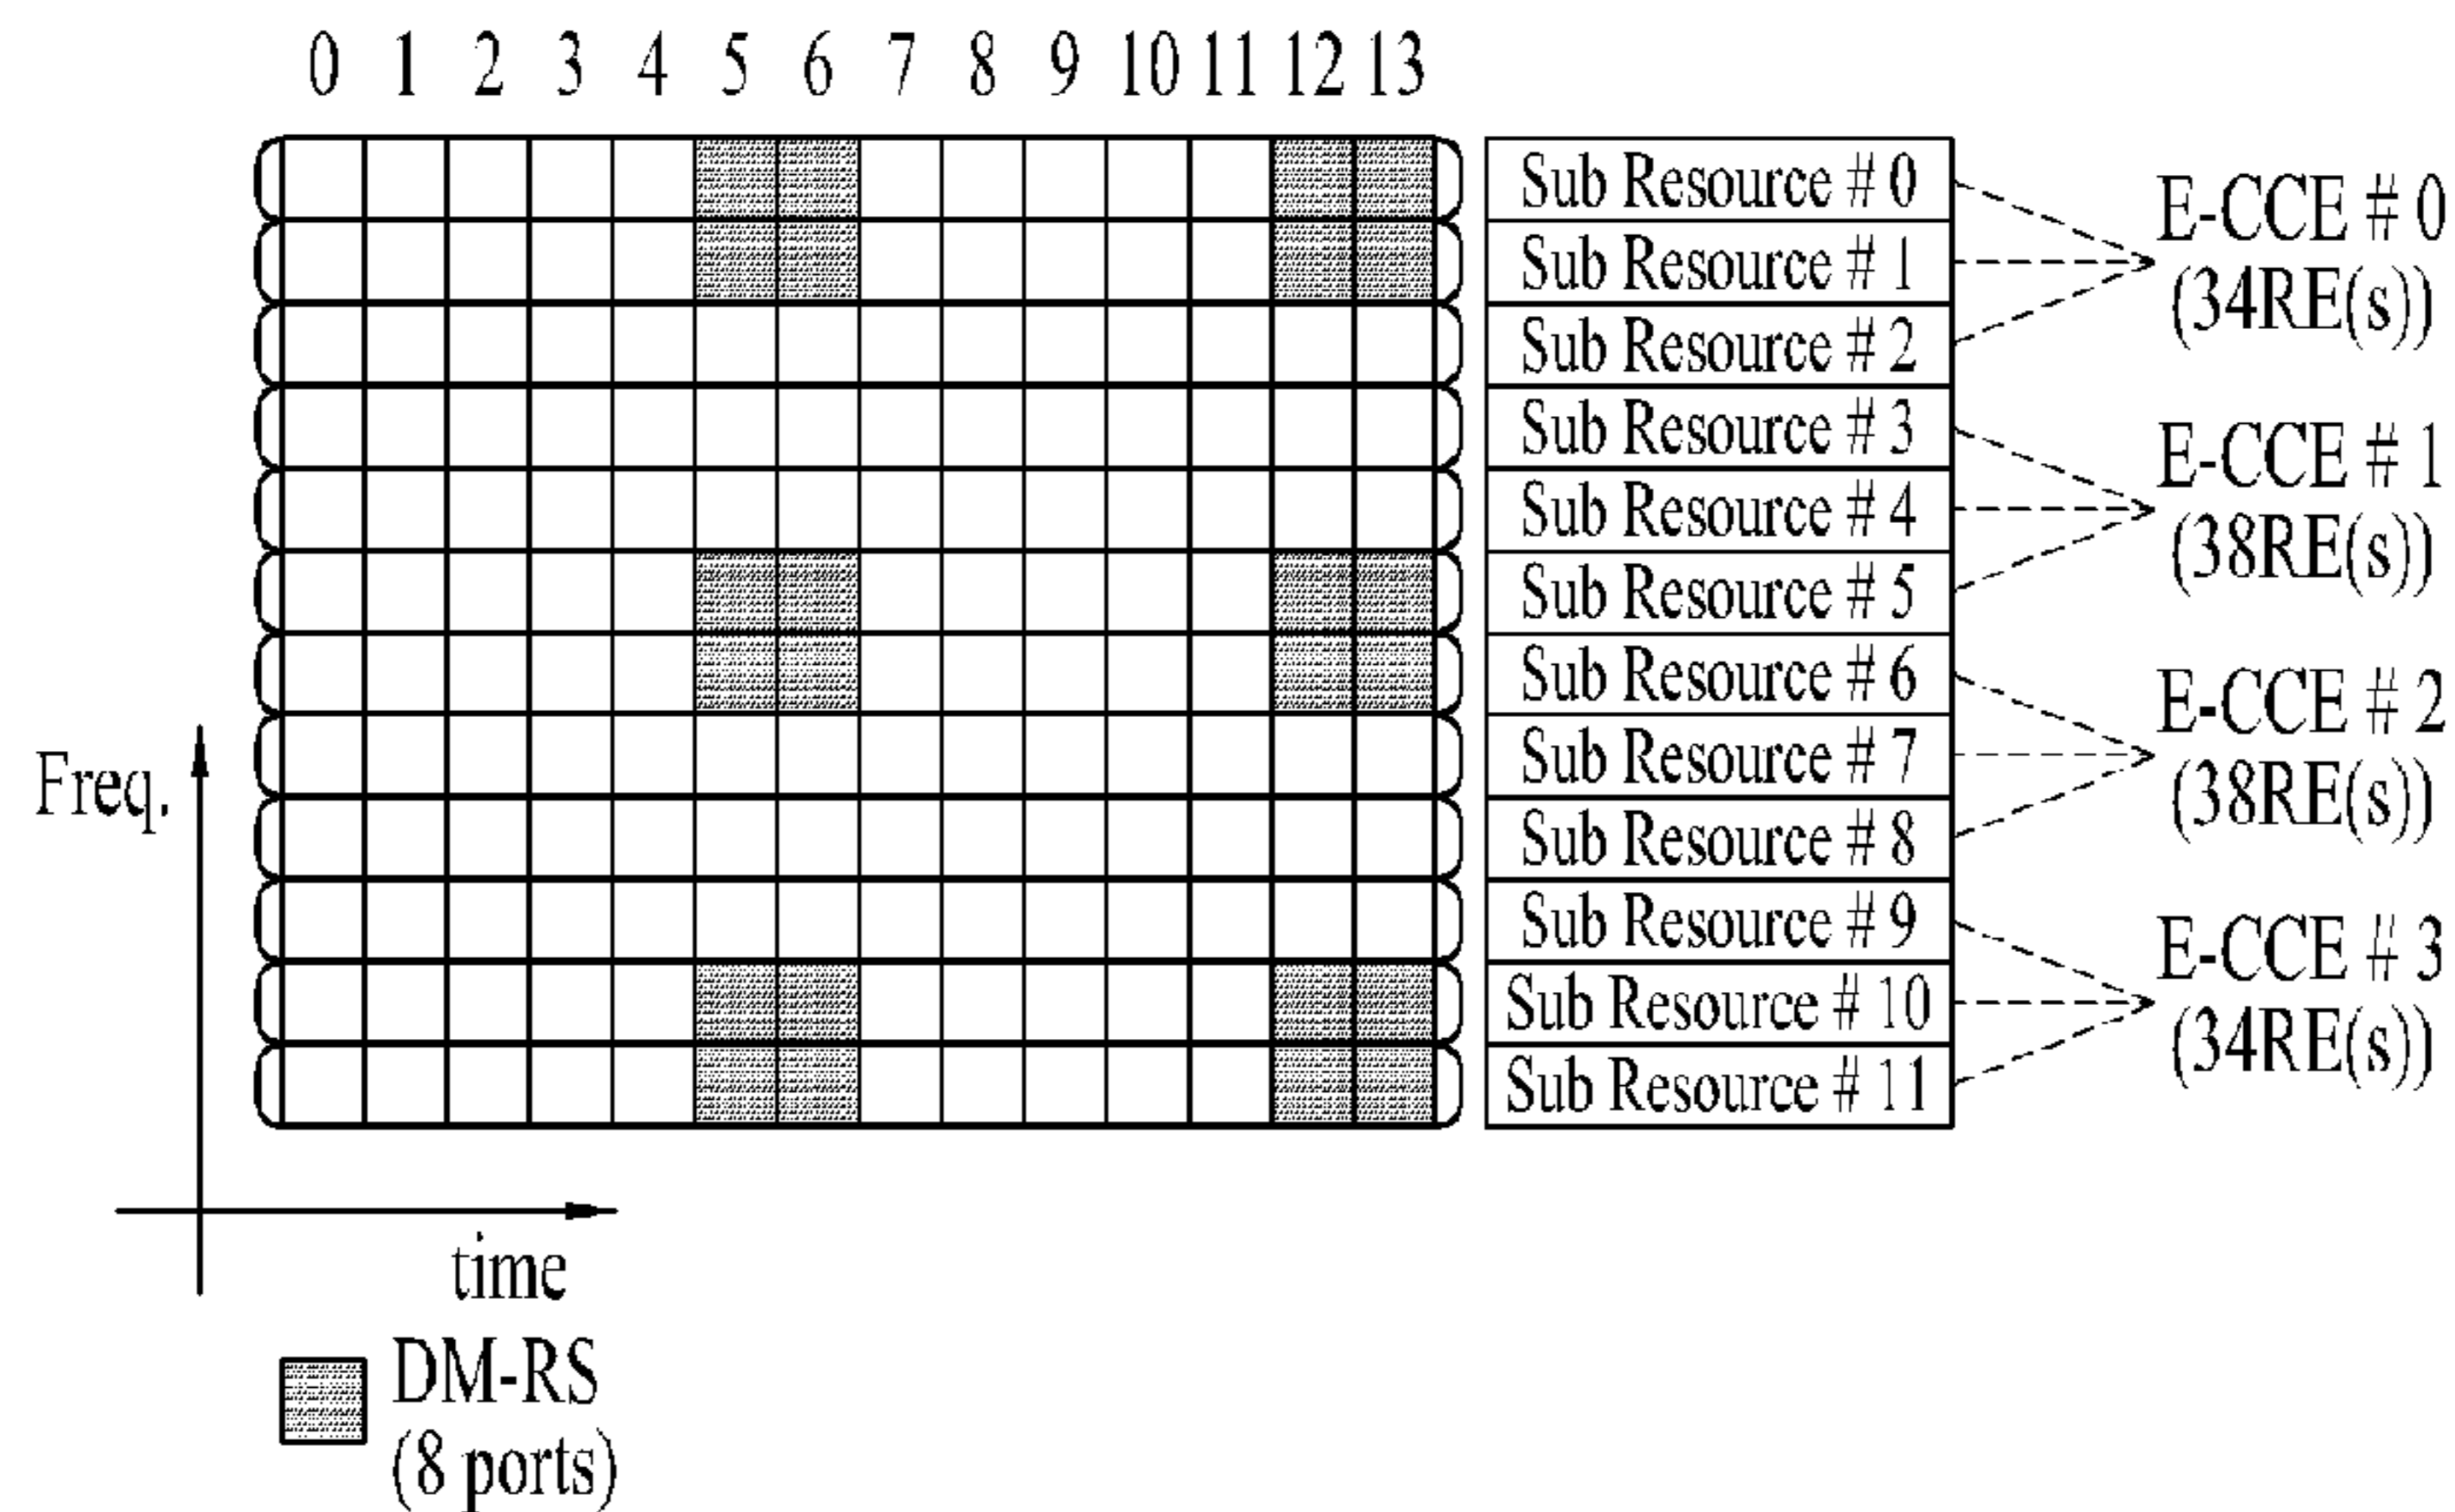 0 1 2 3 4 5 6 7 8 9 10 11 12 13
Sub Resource # 0
Sub Resource # 1
Sub Resource # 2
E-CCE # 0
(34RE(s))
Sub Resource # 3
Sub Resource # 4
Sub Resource # 5
E-CCE # 1
(38RE(s))
Sub Resource # 6
Sub Resource # 7
Sub Resource # 8
E-CCE # 2
(38RE(s))
Sub Resource # 9
Sub Resource # 10
Sub Resource # 11
E-CCE # 3
(34RE(s))
Freq.
time
DM-RS
(8 ports)